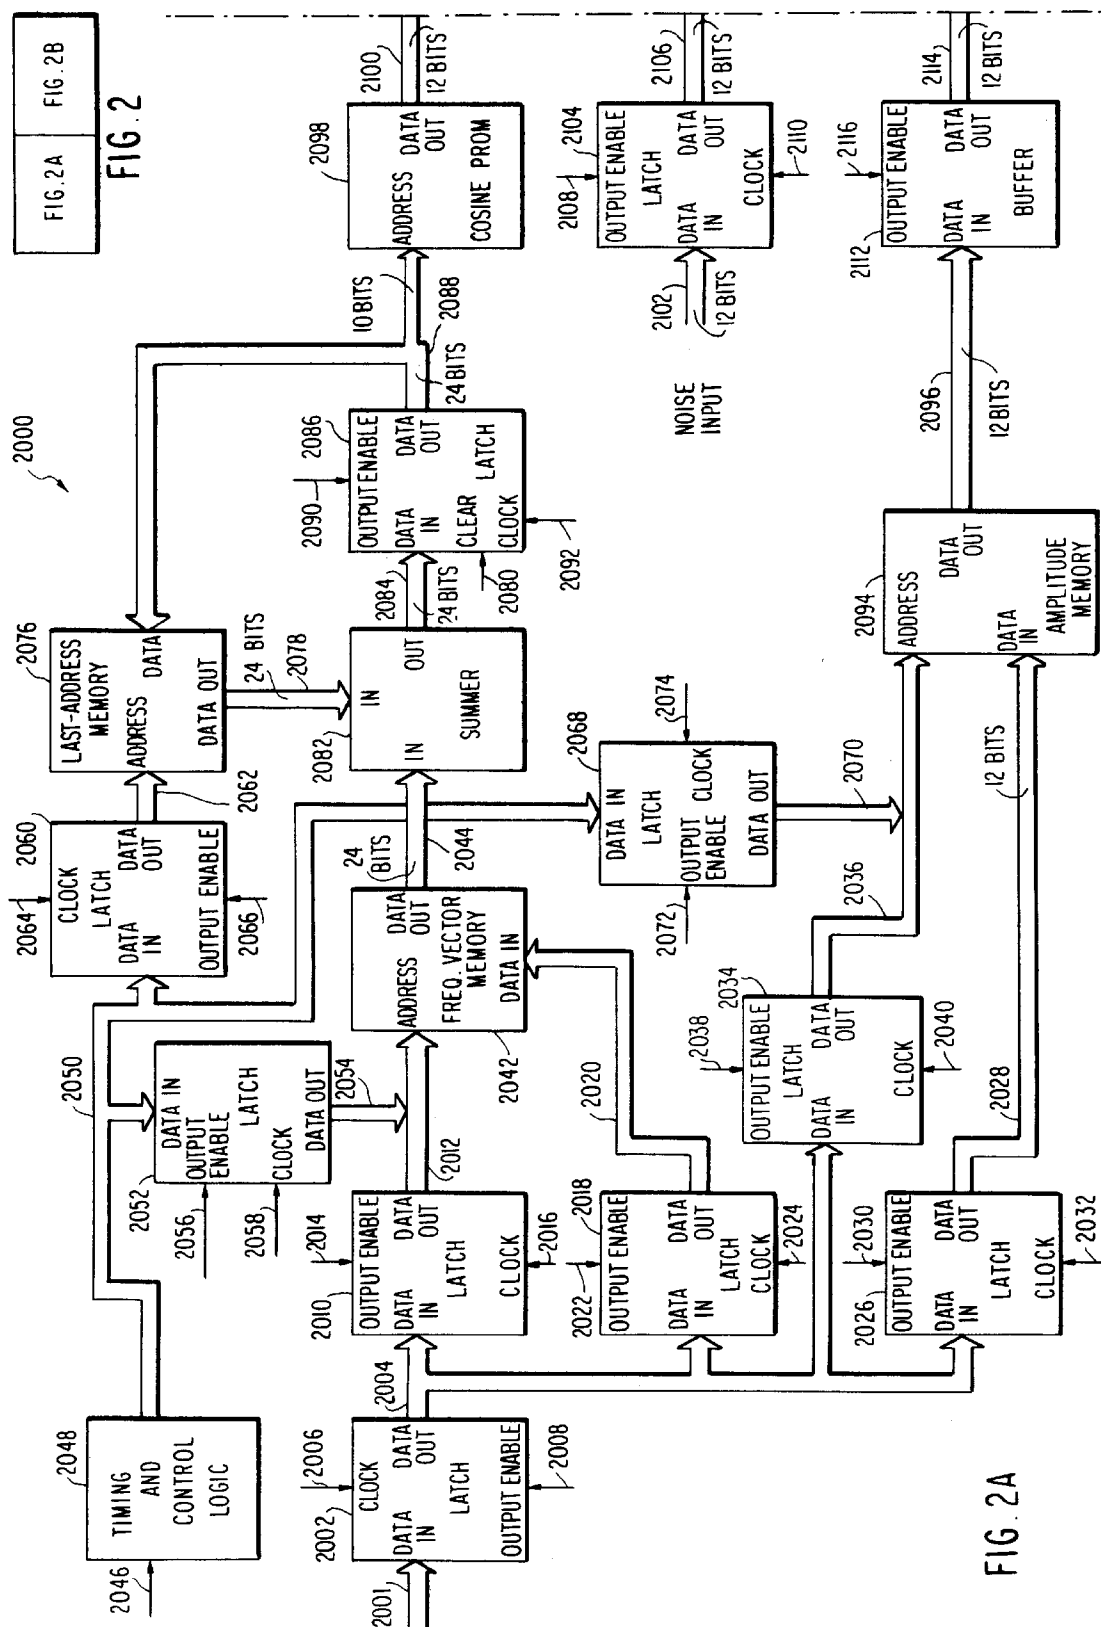 FIG. 2A
FIG. 2B
FIG. 2
2000
2046
2048
TIMING
AND
CONTROL
LOGIC
2050
2052
DATA IN
OUTPUT
ENABLE
LATCH
CLOCK
DATA OUT
2054
2056
2058
2060
CLOCK
LATCH
DATA
IN
DATA
OUT
OUTPUT ENABLE
2062
2064
2066
2076
LAST-ADDRESS
MEMORY
ADDRESS
DATA
DATA OUT
24 BITS
2078
2001
2002
CLOCK
DATA
IN
DATA
OUT
LATCH
OUTPUT ENABLE
2004
2006
2008
2010
OUTPUT ENABLE
DATA
IN
DATA
OUT
LATCH
CLOCK
2012
2014
2016
2042
ADDRESS
DATA
OUT
FREQ. VECTOR
MEMORY
DATA IN
24
BITS
2044
2082
IN
IN
OUT
SUMMER
2084
24 BITS
2086
OUTPUT ENABLE
DATA
IN
DATA
OUT
CLEAR
LATCH
CLOCK
2080
2090
2092
24 BITS
2088
10 BITS
2098
ADDRESS
DATA
OUT
COSINE PROM
2100
12 BITS
2018
OUTPUT ENABLE
DATA
IN
DATA
OUT
LATCH
CLOCK
2020
2022
2024
2068
DATA IN
LATCH
OUTPUT
ENABLE
CLOCK
DATA OUT
2070
2072
2074
NOISE
INPUT
2102
12 BITS
2104
OUTPUT ENABLE
LATCH
DATA
IN
DATA
OUT
CLOCK
2106
12 BITS
2108
2110
2034
OUTPUT ENABLE
LATCH
DATA
IN
DATA
OUT
CLOCK
2036
2038
2040
2026
OUTPUT ENABLE
DATA
IN
DATA
OUT
LATCH
CLOCK
2028
12 BITS
2030
2032
2094
ADDRESS
DATA
OUT
DATA
IN
AMPLITUDE
MEMORY
2096
12 BITS
2112
OUTPUT ENABLE
DATA
IN
DATA
OUT
BUFFER
2114
12 BITS
2116
FIG. 2A